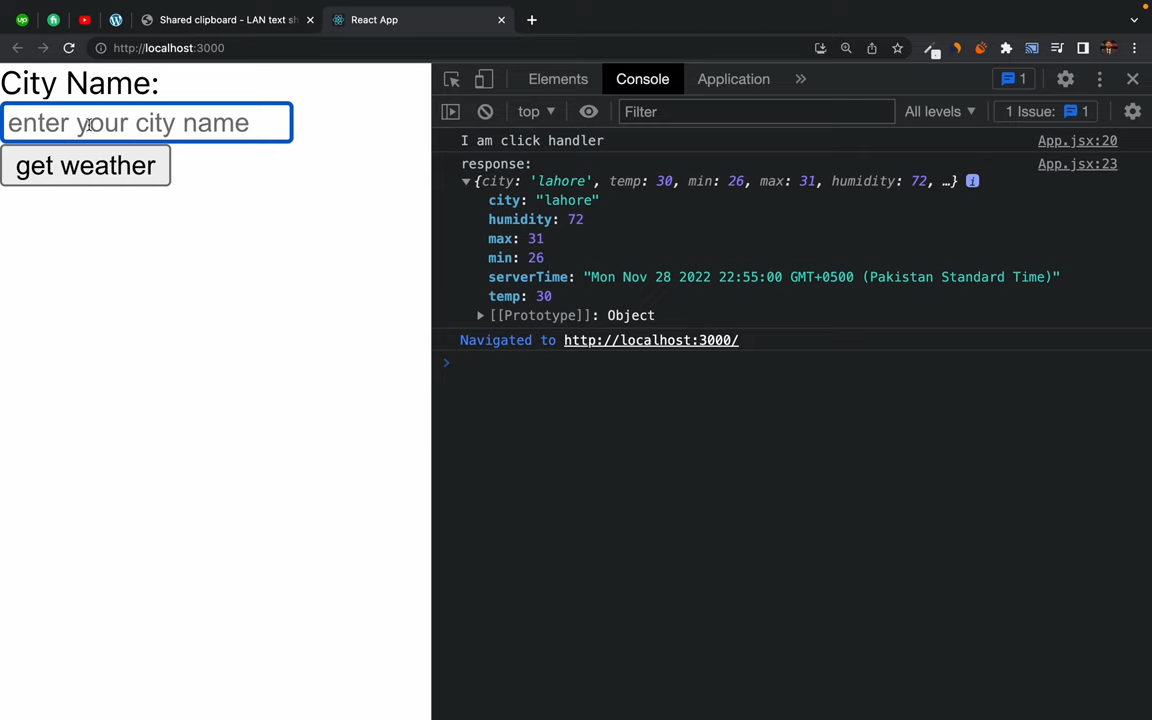 Shared clipboard - LAN text sh
React App
http://localhost:3000
City Name:
enter your city name
get weather
Elements
Console
Application
1
top
Filter
All levels
1 Issue:
1
I am click handler
App.jsx:20
response:
App.jsx:23
{city: 'lahore', temp: 30, min: 26, max: 31, humidity: 72, …}
city: "lahore"
humidity: 72
max: 31
min: 26
serverTime: "Mon Nov 28 2022 22:55:00 GMT+0500 (Pakistan Standard Time)"
temp: 30
[[Prototype]]: Object
Navigated to http://localhost:3000/